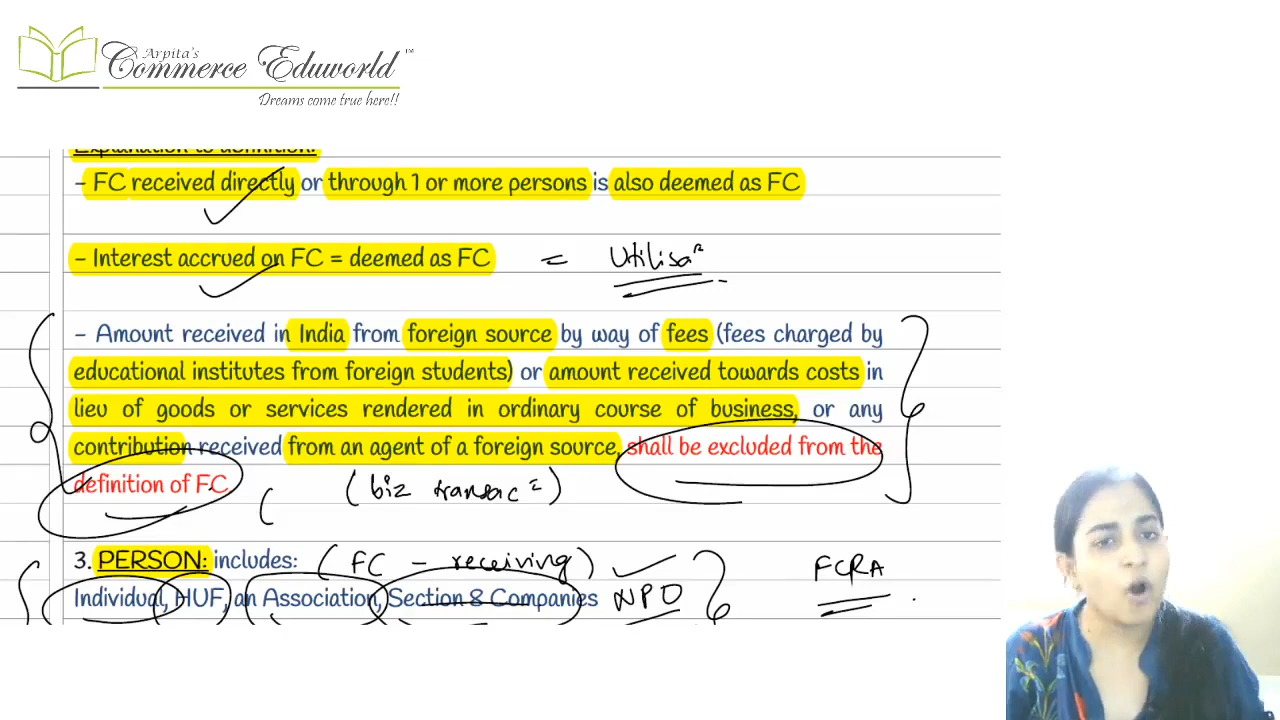 Arpita's
Commerce Eduworld™
Dreams come true here!!
Explanation to definition:
- FC received directly or through 1 or more persons is also deemed as FC
- Interest accrued on FC = deemed as FC = Utilisaⁿ
- Amount received in India from foreign source by way of fees (fees charged by
educational institutes from foreign students) or amount received towards costs in
lieu of goods or services rendered in ordinary course of business, or any
contribution received from an agent of a foreign source, shall be excluded from the
definition of FC. ( (biz transac = )
3. PERSON: includes: (FC - receiving) FCRA
Individual, HUF, an Association, Section 8 Companies NPO